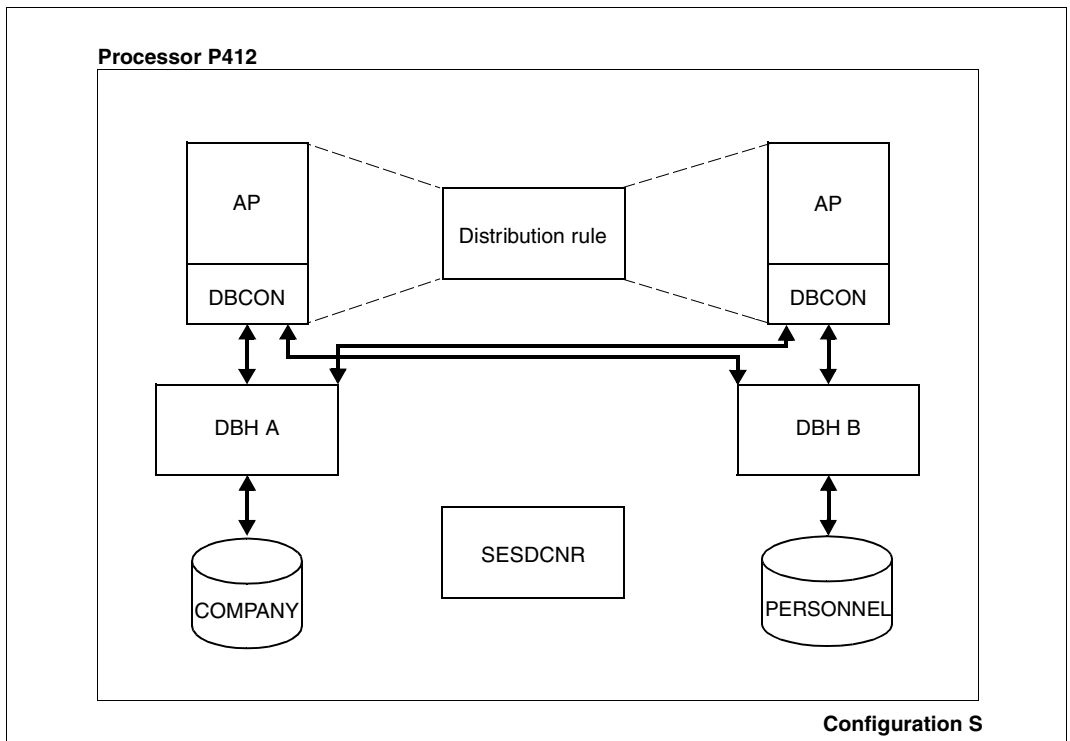 Processor P412
AP
AP
Distribution rule
DBCON
DBCON
DBH A
DBH B
SESDCNR
COMPANY
PERSONNEL
Configuration S